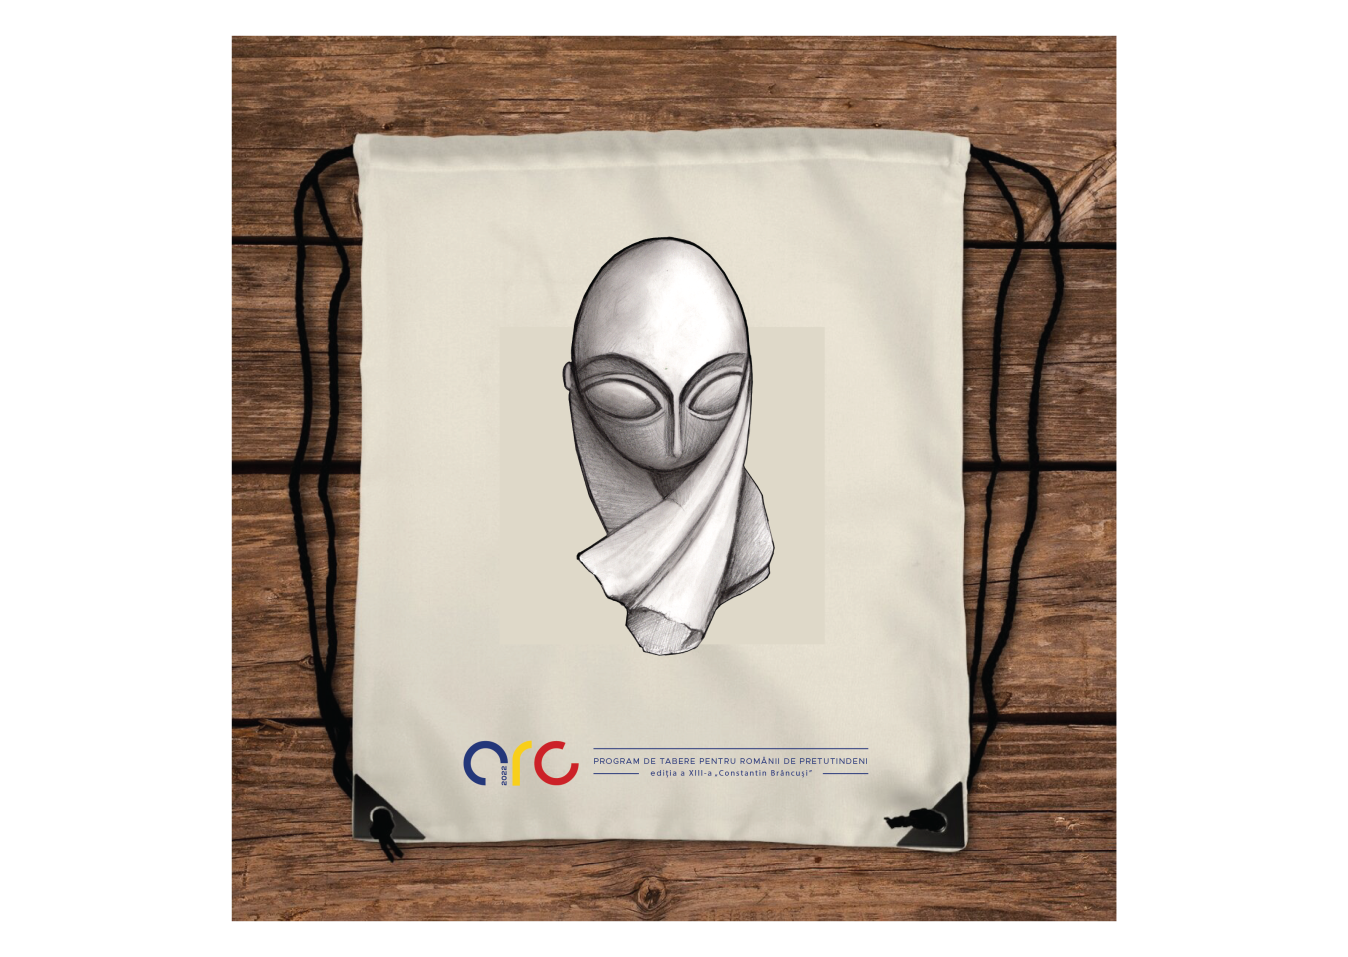 arc
2022
PROGRAM DE TABERE PENTRU ROMÂNII DE PRETUTINDENI
ediția a XIII-a „Constantin Brâncuși”